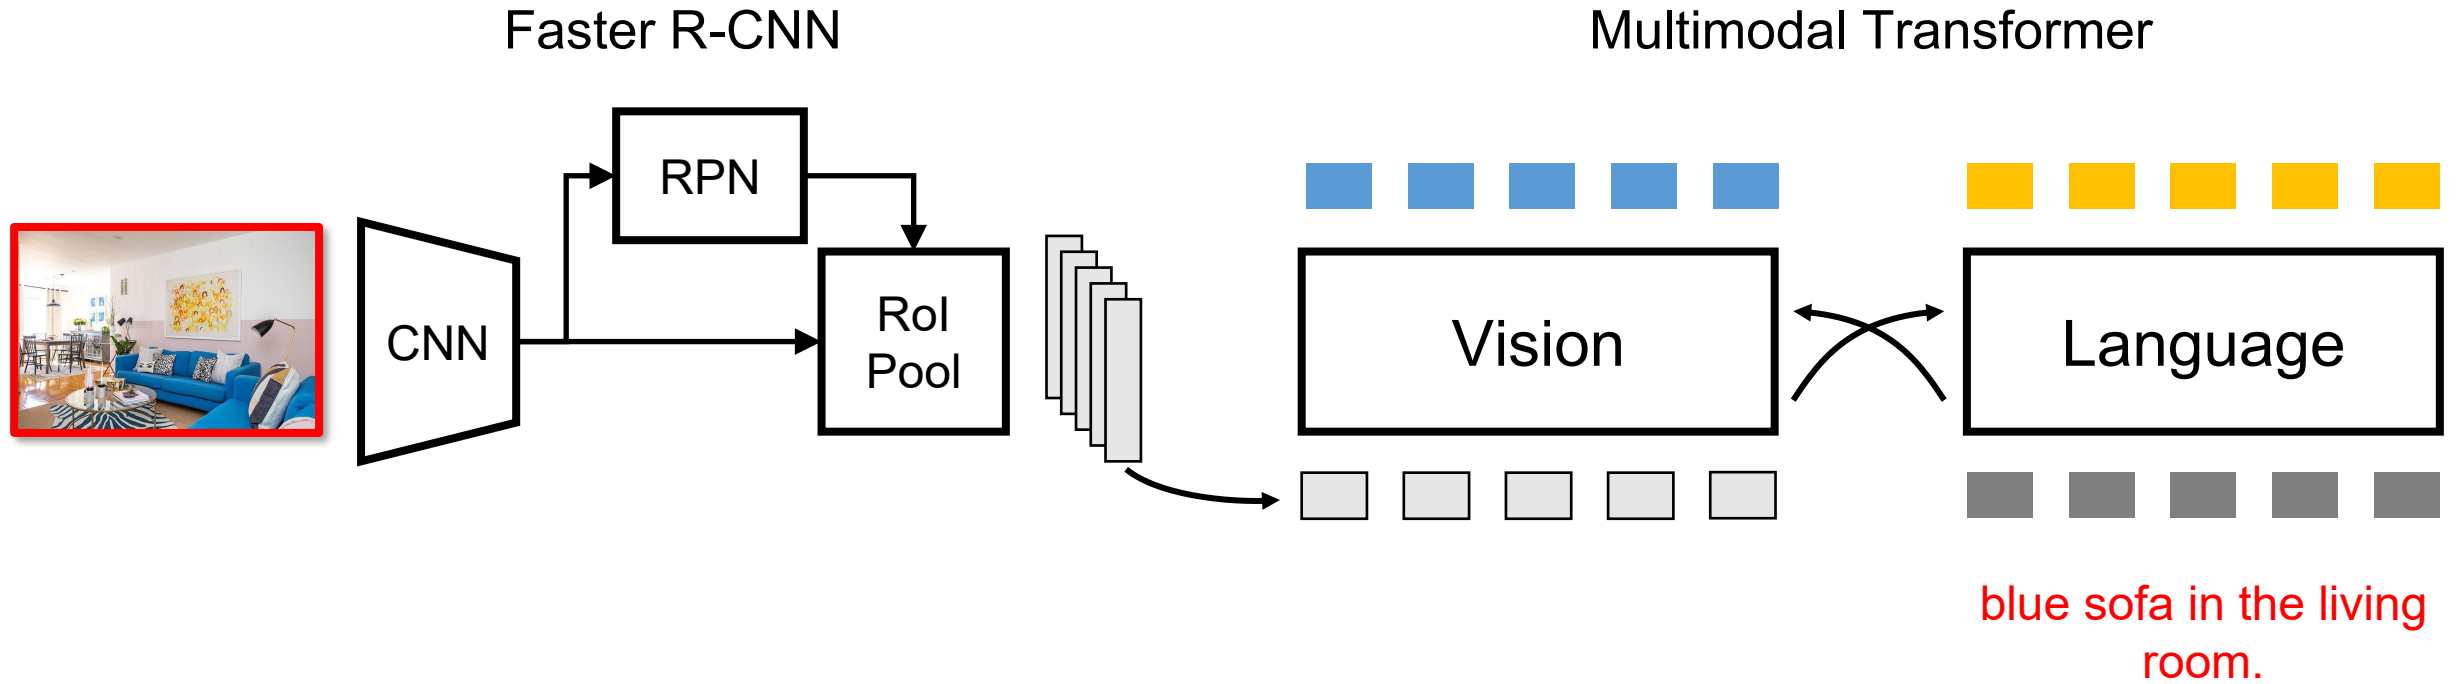 Faster R-CNN
Multimodal Transformer
RPN
CNN
RoI
Pool
Vision
Language
blue sofa in the living
room.